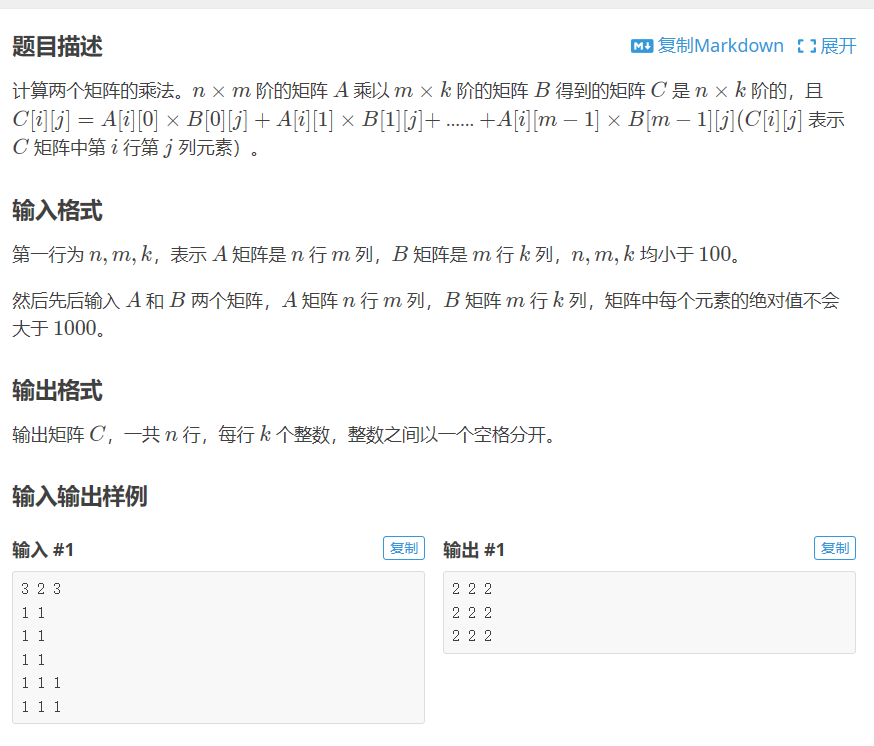 题目描述
复制Markdown 展开
计算两个矩阵的乘法。n × m 阶的矩阵 A 乘以 m × k 阶的矩阵 B 得到的矩阵 C 是 n × k 阶的，且
C[i][j] = A[i][0] × B[0][j] + A[i][1] × B[1][j]+ ...... +A[i][m − 1] × B[m − 1][j](C[i][j] 表示
C 矩阵中第 i 行第 j 列元素）。
输入格式
第一行为 n, m, k，表示 A 矩阵是 n 行 m 列，B 矩阵是 m 行 k 列，n, m, k 均小于 100。
然后先后输入 A 和 B 两个矩阵，A 矩阵 n 行 m 列，B 矩阵 m 行 k 列，矩阵中每个元素的绝对值不会
大于 1000。
输出格式
输出矩阵 C，一共 n 行，每行 k 个整数，整数之间以一个空格分开。
输入输出样例
输入 #1
复制
3 2 3
1 1
1 1
1 1
1 1 1
1 1 1
输出 #1
复制
2 2 2
2 2 2
2 2 2